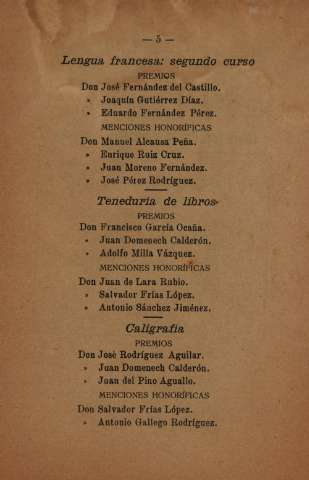 — 5 —
Lengua francesa: segundo curso
PREMIOS
Don José Fernández del Castillo.
» Joaquín Gutiérrez Díaz.
» Eduardo Fernández Pérez.
MENCIONES HONORÍFICAS
Don Manuel Alcausa Peña.
» Enrique Ruiz Cruz.
» Juan Moreno Fernández.
» José Pérez Rodríguez.
Teneduría de libros
PREMIOS
Don Francisco García Ocaña.
» Juan Domenech Calderón.
» Adolfo Milla Vázquez.
MENCIONES HONORÍFICAS
Don Juan de Lara Rubio.
» Salvador Frías López.
» Antonio Sánchez Jiménez.
Caligrafía
PREMIOS
Don José Rodríguez Aguilar.
» Juan Domenech Calderón.
» Juan del Pino Aguallo.
MENCIONES HONORÍFICAS
Don Salvador Frías López.
» Antonio Gallego Rodríguez.